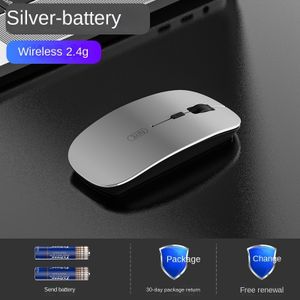 Silver-battery
Wireless 2.4g
Package
Change
Send battery
30-day package return
Free renewal